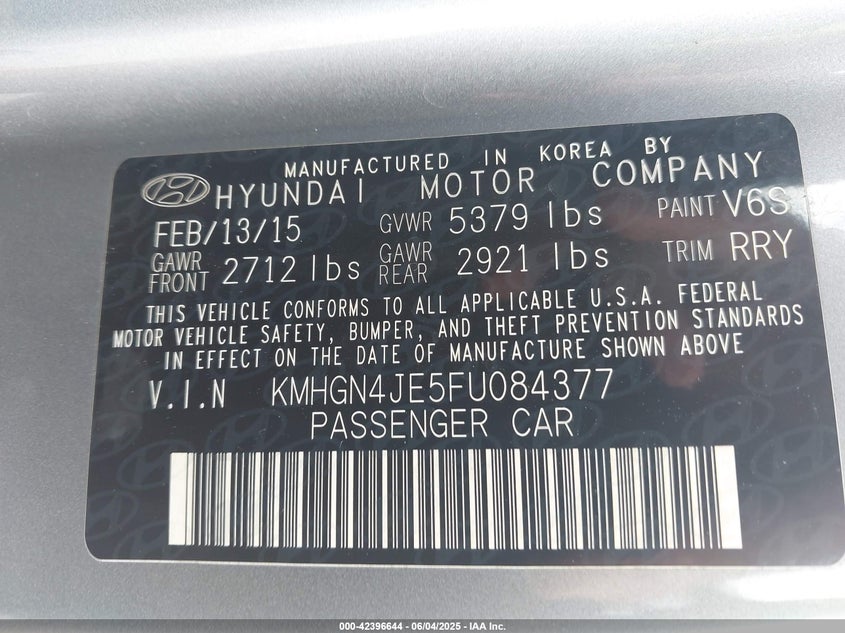 MANUFACTURED IN KOREA BY
HYUNDAI MOTOR COMPANY
FEB/13/15 GVWR 5379 lbs PAINT V6S
GAWR FRONT 2712 lbs GAWR REAR 2921 lbs TRIM RRY
THIS VEHICLE CONFORMS TO ALL APPLICABLE U.S.A. FEDERAL
MOTOR VEHICLE SAFETY, BUMPER, AND THEFT PREVENTION STANDARDS
IN EFFECT ON THE DATE OF MANUFACTURE SHOWN ABOVE
V.I.N KMHGN4JE5FU084377
PASSENGER CAR
000-42396644 - 06/04/2025 - IAA Inc.